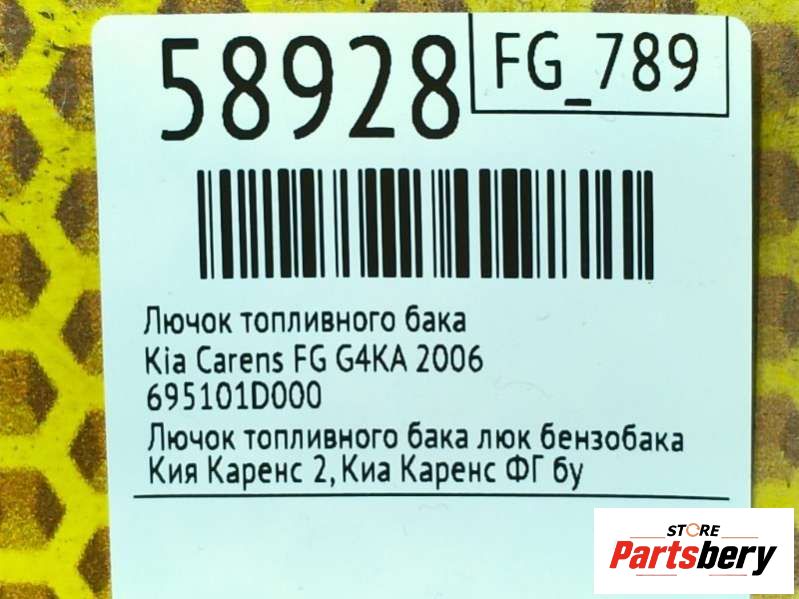 58928
FG_789
Лючок топливного бака
Kia Carens FG G4KA 2006
695101D000
Лючок топливного бака люк бензобака
Кия Каренс 2, Киа Каренс ФГ бу
STORE
Partsbery